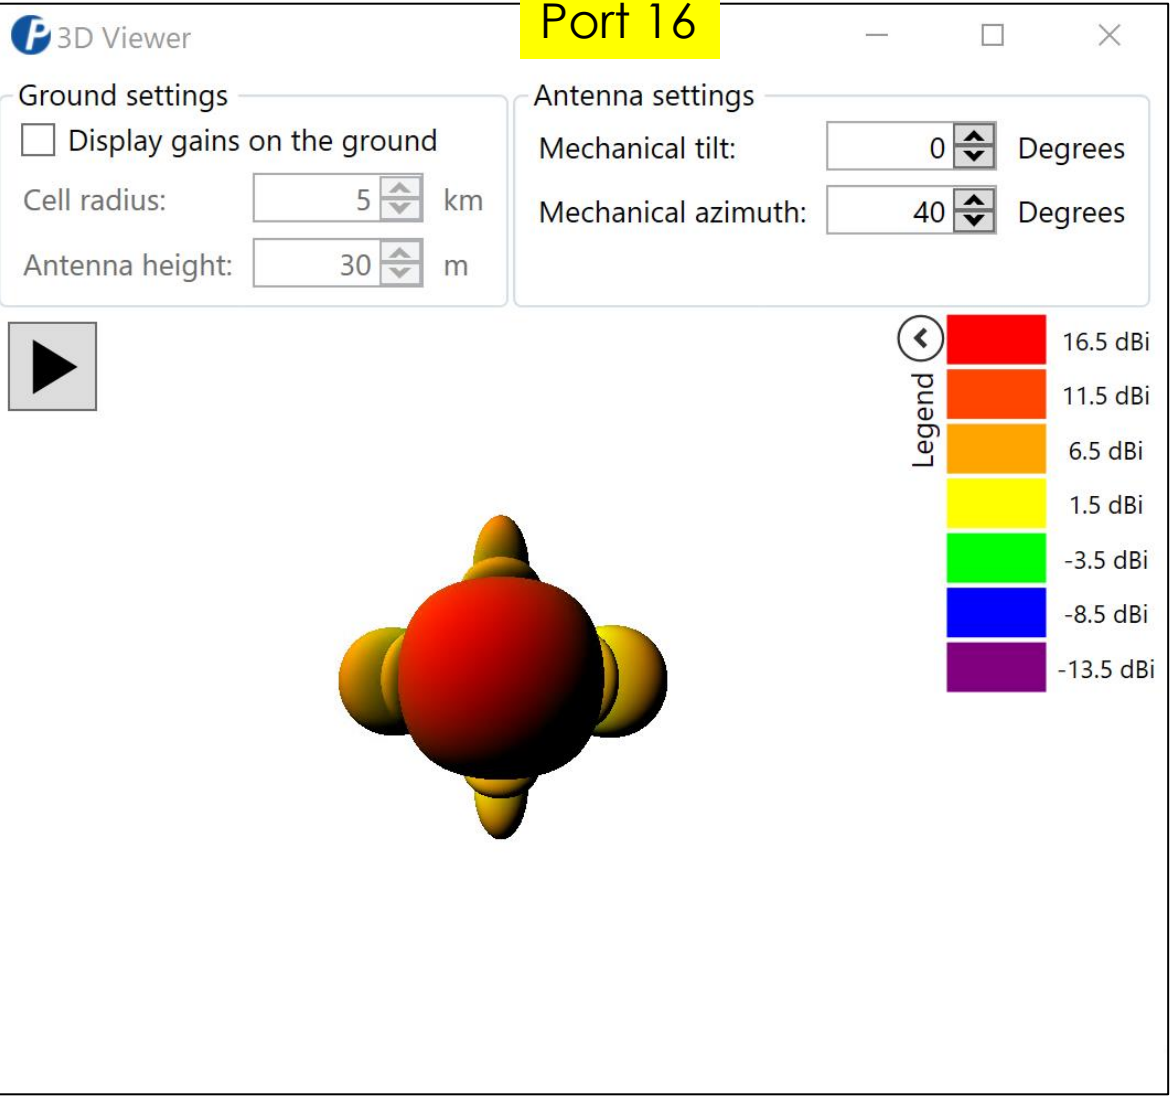 Port 16
3D Viewer
Ground settings
Display gains on the ground
Cell radius: 5 km
Antenna height: 30 m
Antenna settings
Mechanical tilt: 0 Degrees
Mechanical azimuth: 40 Degrees
Legend
16.5 dBi
11.5 dBi
6.5 dBi
1.5 dBi
-3.5 dBi
-8.5 dBi
-13.5 dBi